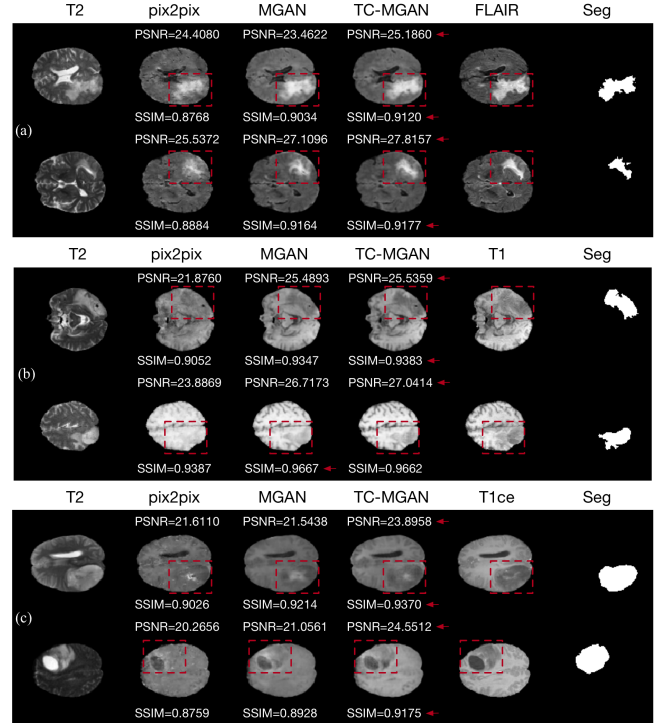 T2 pix2pix MGAN TC-MGAN FLAIR Seg
PSNR=24.4080 PSNR=23.4622 PSNR=25.1860
SSIM=0.8768 SSIM=0.9034 SSIM=0.9120
(a)
PSNR=25.5372 PSNR=27.1096 PSNR=27.8157
SSIM=0.8884 SSIM=0.9164 SSIM=0.9177
T2 pix2pix MGAN TC-MGAN T1 Seg
PSNR=21.8760 PSNR=25.4893 PSNR=25.5359
SSIM=0.9052 SSIM=0.9347 SSIM=0.9383
(b)
PSNR=23.8869 PSNR=26.7173 PSNR=27.0414
SSIM=0.9387 SSIM=0.9667 SSIM=0.9662
T2 pix2pix MGAN TC-MGAN T1ce Seg
PSNR=21.6110 PSNR=21.5438 PSNR=23.8958
SSIM=0.9026 SSIM=0.9214 SSIM=0.9370
(c)
PSNR=20.2656 PSNR=21.0561 PSNR=24.5512
SSIM=0.8759 SSIM=0.8928 SSIM=0.9175